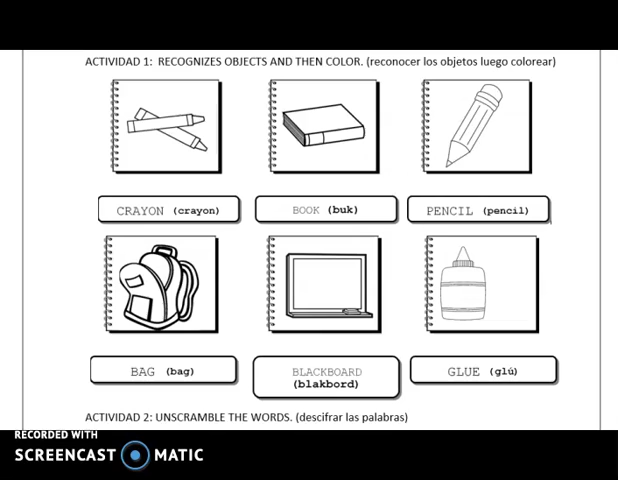 ACTIVIDAD 1: RECOGNIZES OBJECTS AND THEN COLOR. (reconocer los objetos luego colorear)
CRAYON (crayon)
BOOK (buk)
PENCIL (pencil)
BAG (bag)
BLACKBOARD
(blakbord)
GLUE (glú)
ACTIVIDAD 2: UNSCRAMBLE THE WORDS. (descifrar las palabras)
RECORDED WITH
SCREENCAST MATIC